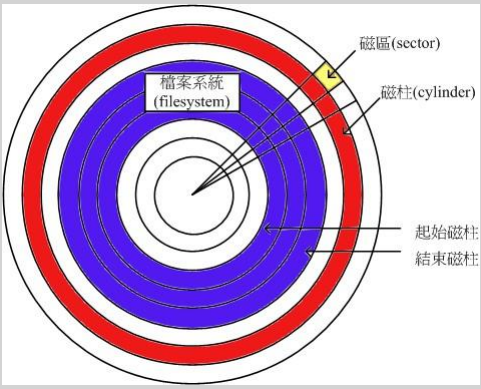 磁區(sector)
檔案系統
(filesystem)
磁柱(cylinder)
起始磁柱
結束磁柱